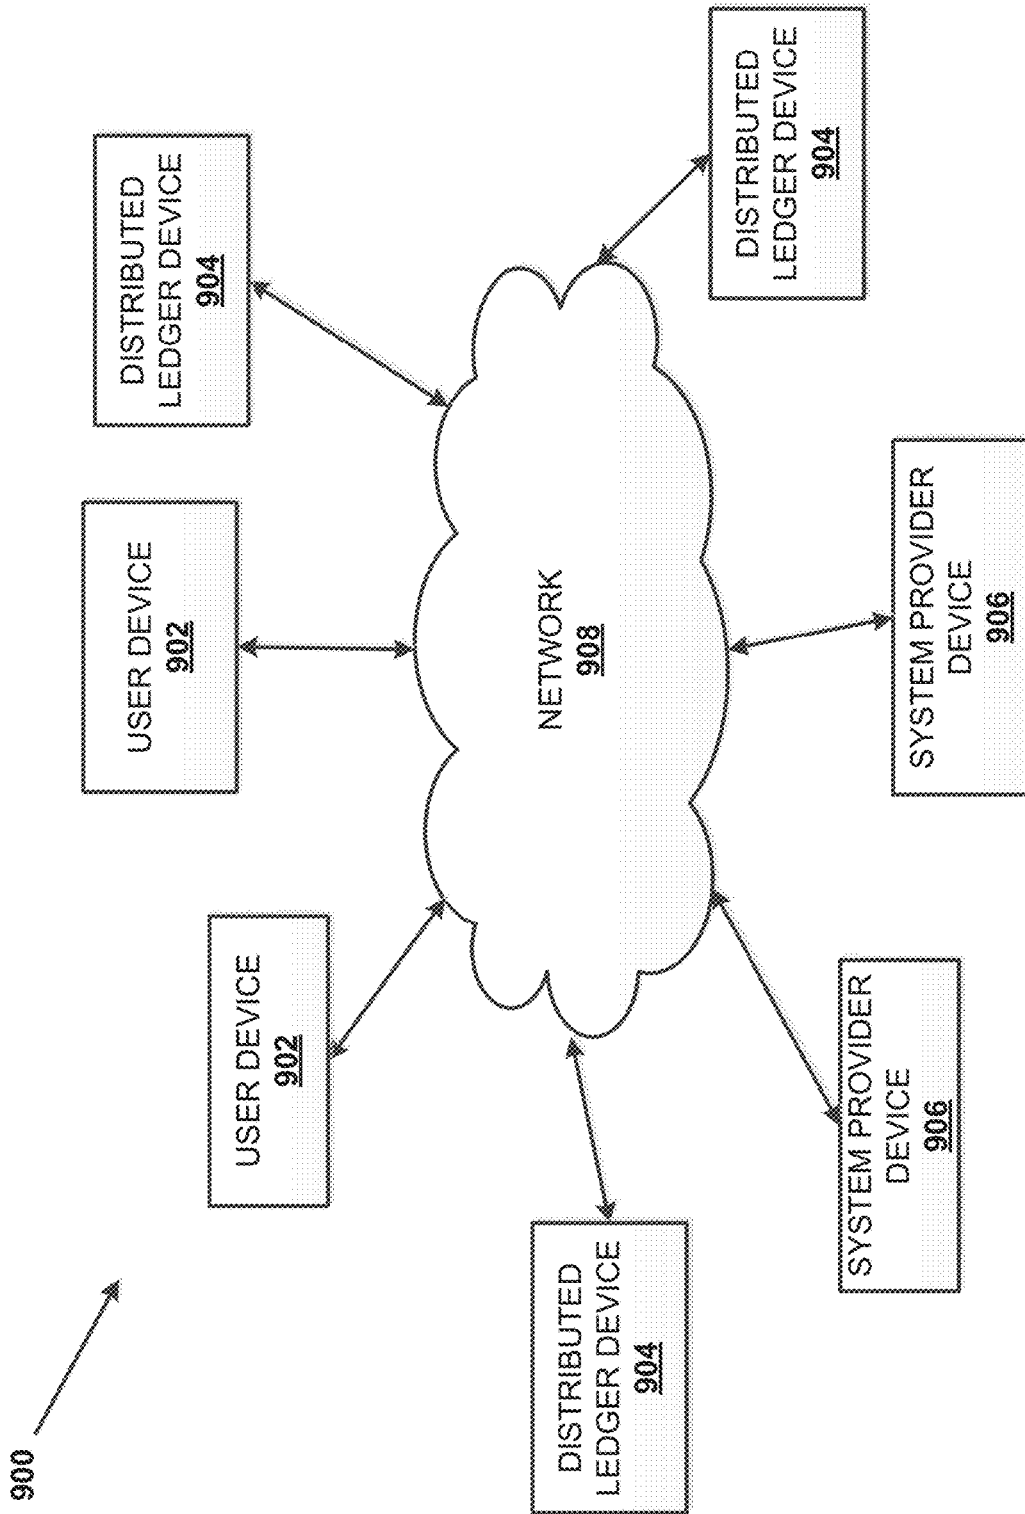 900
USER DEVICE
902
USER DEVICE
902
DISTRIBUTED
LEDGER DEVICE
904
DISTRIBUTED
LEDGER DEVICE
904
NETWORK
908
DISTRIBUTED
LEDGER DEVICE
904
SYSTEM PROVIDER
DEVICE
906
SYSTEM PROVIDER
DEVICE
906